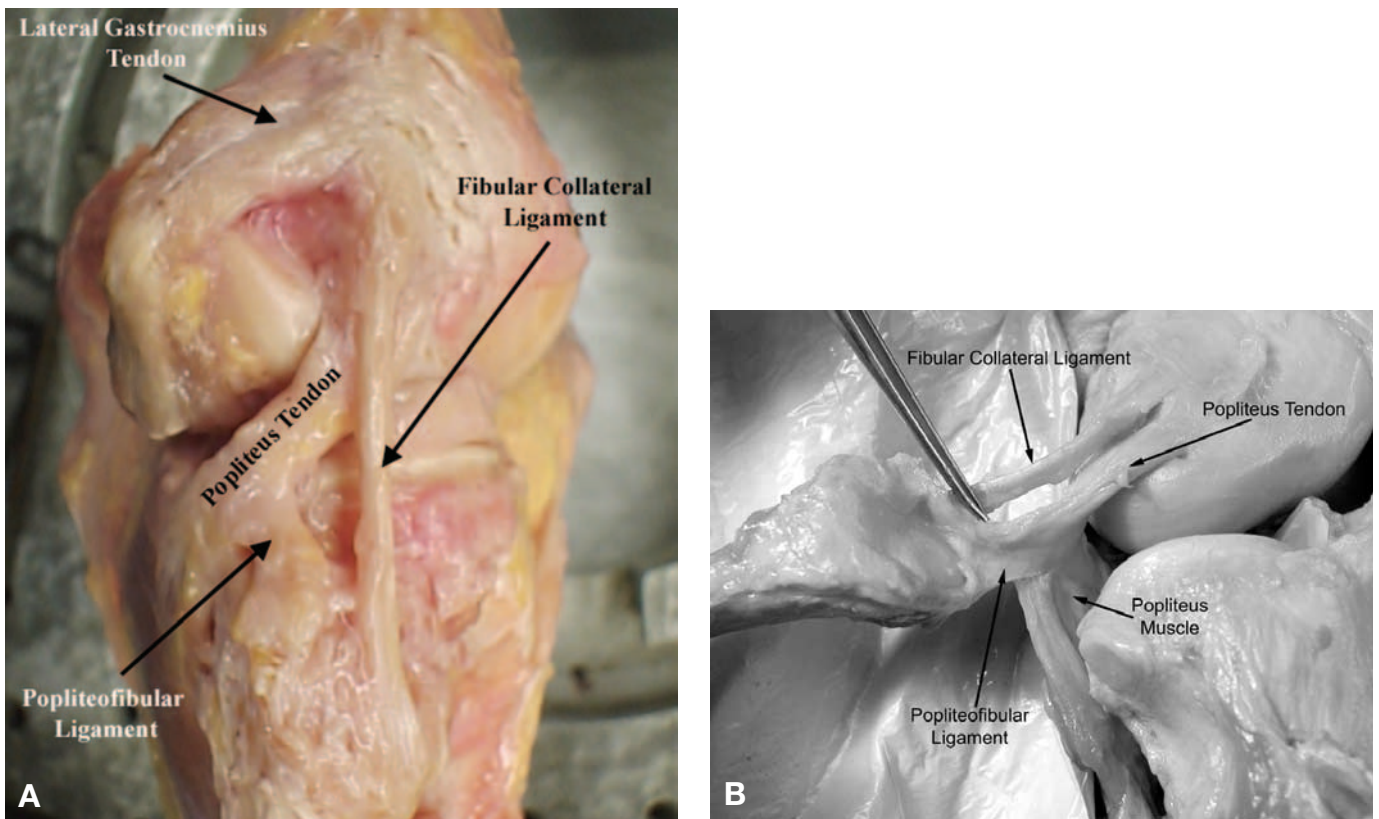 Lateral Gastrocnemius
Tendon
Fibular Collateral
Ligament
Popliteus Tendon
Popliteofibular
Ligament
A
Fibular Collateral Ligament
Popliteus Tendon
Popliteus
Muscle
Popliteofibular
Ligament
B